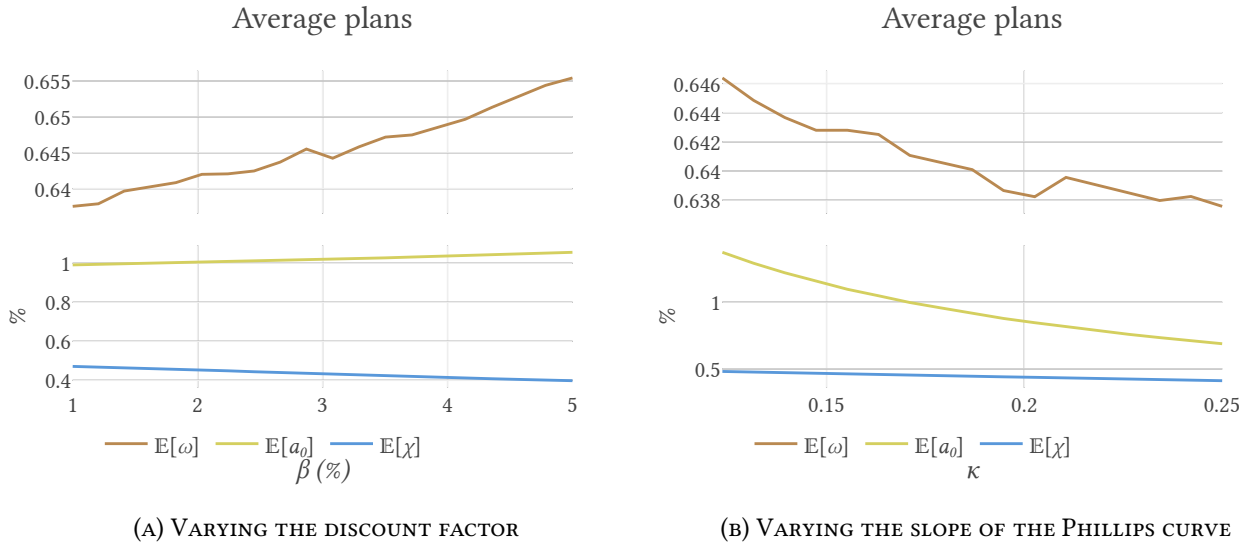 Average plans
0.655
0.65
0.645
0.64
1
0.8
0.6
0.4
%
1 2 3 4 5
𝔼[ω] 𝔼[a₀] 𝔼[χ]
β (%)
(A) VARYING THE DISCOUNT FACTOR
Average plans
0.646
0.644
0.642
0.64
0.638
1
0.5
%
0.15 0.2 0.25
𝔼[ω] 𝔼[a₀] 𝔼[χ]
κ
(B) VARYING THE SLOPE OF THE PHILLIPS CURVE